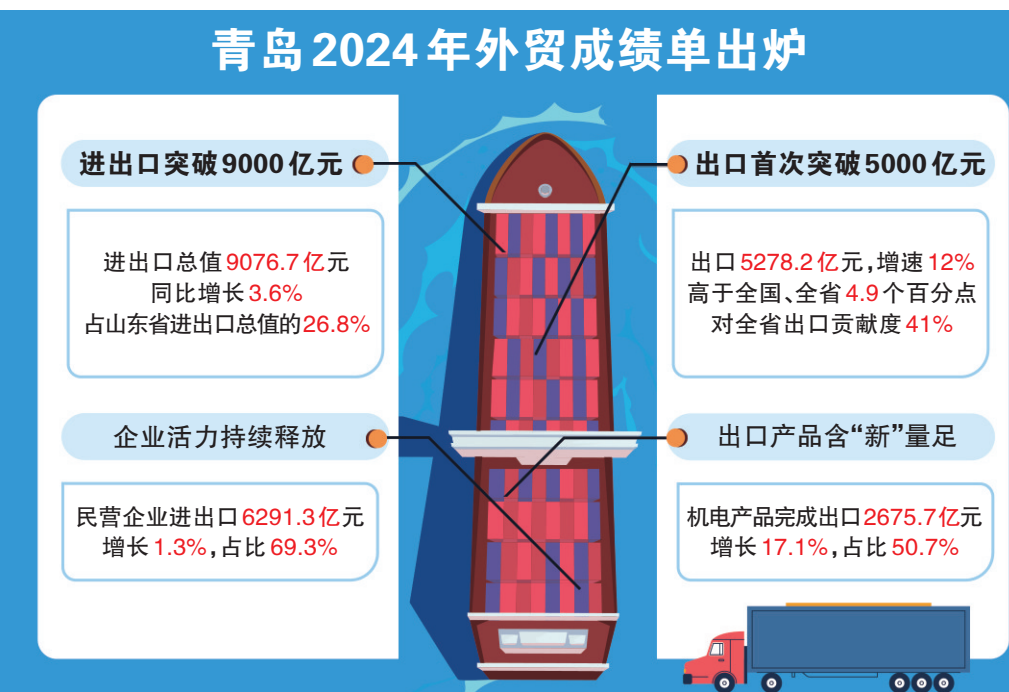 青岛2024年外贸成绩单出炉
进出口突破9000亿元
进出口总值9076.7亿元
同比增长3.6%
占山东省进出口总值的26.8%
出口首次突破5000亿元
出口5278.2亿元，增速12%
高于全国、全省4.9个百分点
对全省出口贡献度41%
企业活力持续释放
民营企业进出口6291.3亿元
增长1.3%，占比69.3%
出口产品含“新”量足
机电产品完成出口2675.7亿元
增长17.1%，占比50.7%